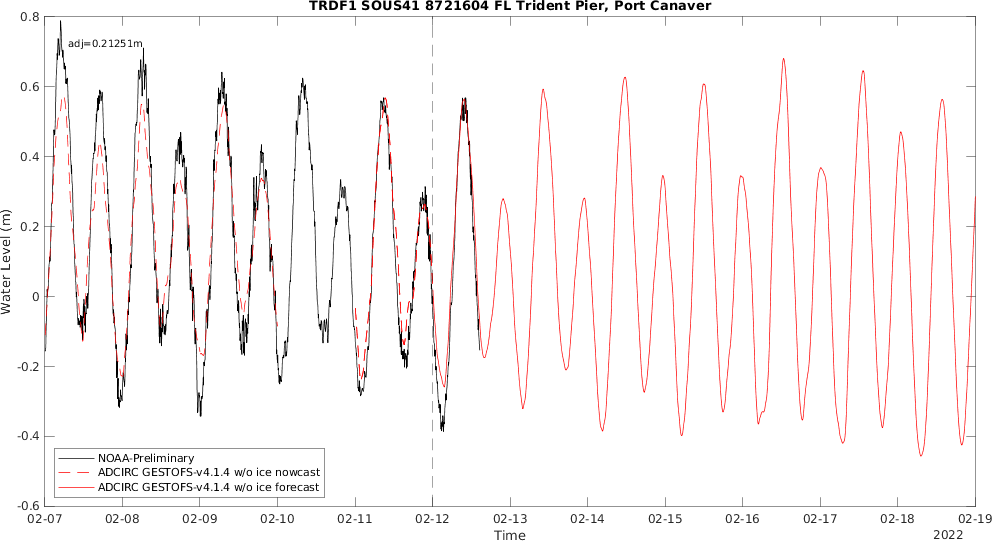 TRDF1 SOUS41 8721604 FL Trident Pier, Port Canaver
0.8
0.6
0.4
0.2
0
-0.2
-0.4
-0.6
Water Level (m)
adj=0.21251m
NOAA-Preliminary
ADCIRC GESTOFS-v4.1.4 w/o ice nowcast
ADCIRC GESTOFS-v4.1.4 w/o ice forecast
02-07 02-08 02-09 02-10 02-11 02-12 02-13 02-14 02-15 02-16 02-17 02-18 02-19
Time
2022